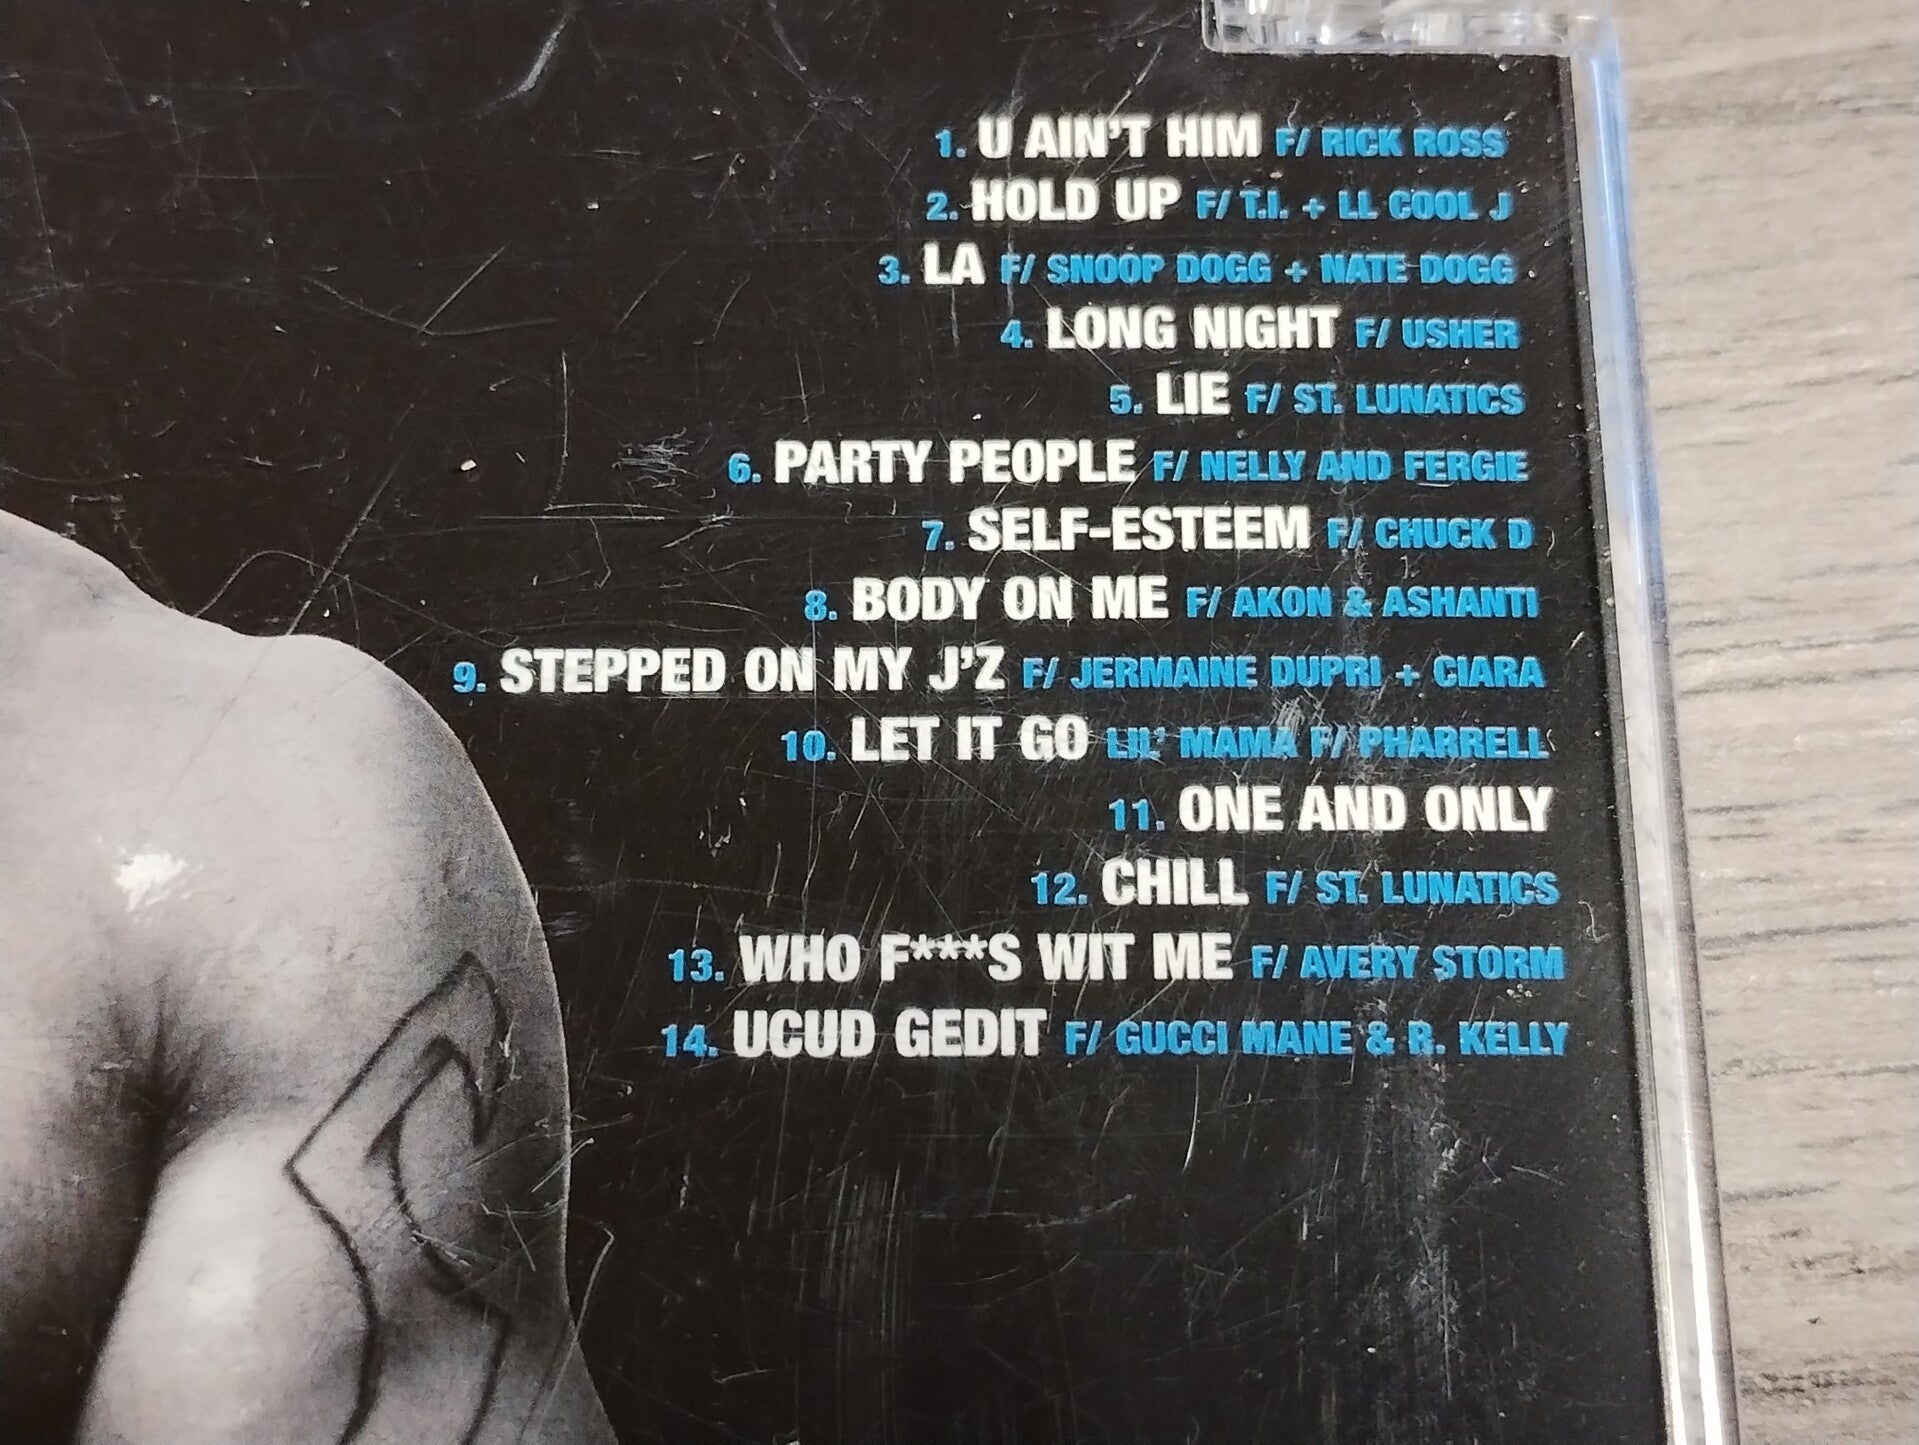 1. U AIN'T HIM F/ RICK ROSS
2. HOLD UP F/ T.I. + LL COOL J
3. LA F/ SNOOP DOGG + NATE DOGG
4. LONG NIGHT F/ USHER
5. LIE F/ ST. LUNATICS
6. PARTY PEOPLE F/ NELLY AND FERGIE
7. SELF-ESTEEM F/ CHUCK D
8. BODY ON ME F/ AKON & ASHANTI
9. STEPPED ON MY J'Z F/ JERMAINE DUPRI + CIARA
10. LET IT GO LIL' MAMA F/ PHARRELL
11. ONE AND ONLY
12. CHILL F/ ST. LUNATICS
13. WHO F***S WIT ME F/ AVERY STORM
14. UCUD GEDIT F/ GUCCI MANE & R. KELLY